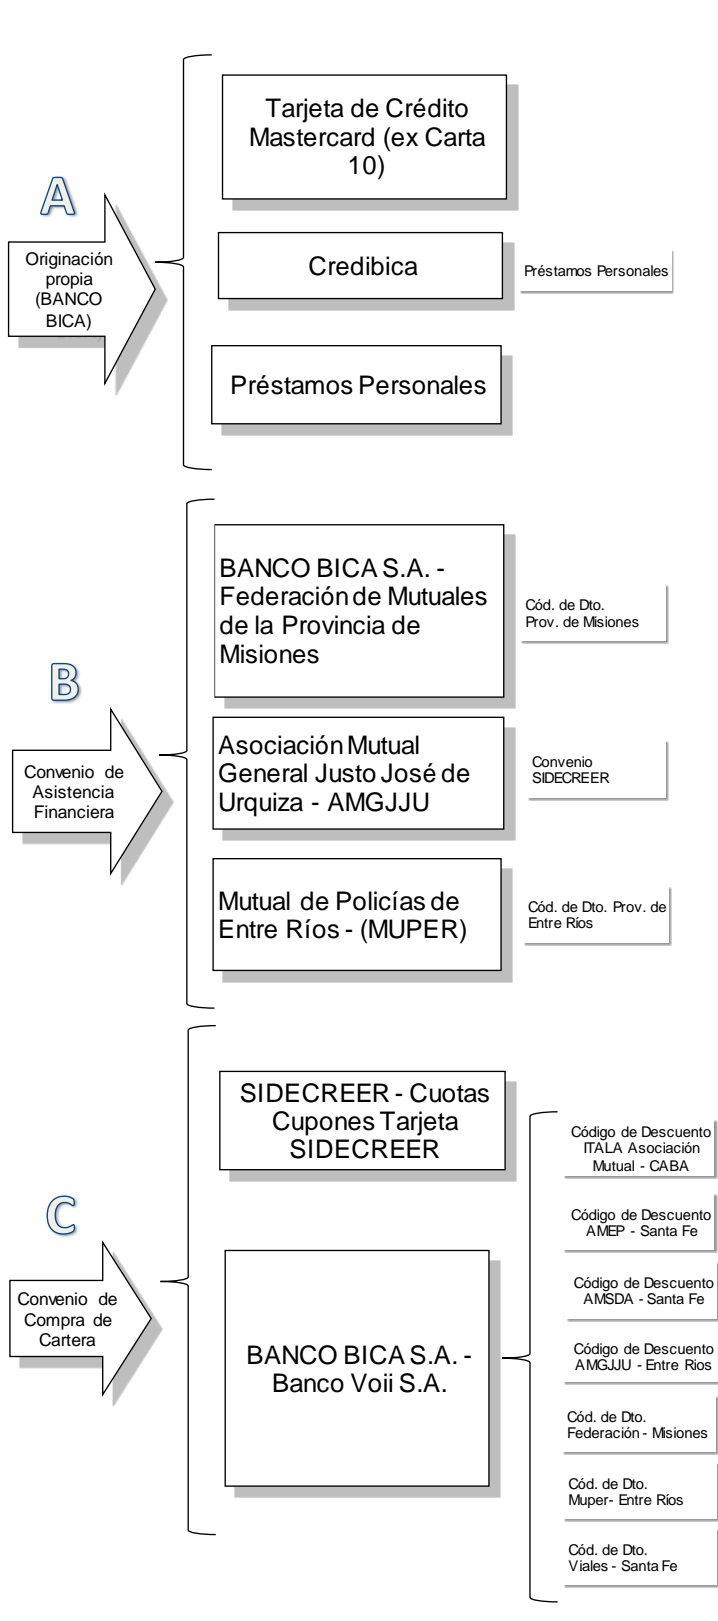 A
Originación
propia
(BANCO
BICA)
Tarjeta de Crédito
Mastercard (ex Carta
10)
Credibica
Préstamos Personales
Préstamos Personales
B
Convenio de
Asistencia
Financiera
BANCO BICA S.A. -
Federación de Mutuales
de la Provincia de
Misiones
Cód. de Dto.
Prov. de Misiones
Asociación Mutual
General Justo José de
Urquiza - AMGJJU
Convenio
SIDECREER
Mutual de Policías de
Entre Ríos - (MUPER)
Cód. de Dto. Prov. de
Entre Ríos
C
Convenio de
Compra de
Cartera
SIDECREER - Cuotas
Cupones Tarjeta
SIDECREER
BANCO BICA S.A. -
Banco Voii S.A.
Código de Descuento
ITALA Asociación
Mutual - CABA
Código de Descuento
AMEP - Santa Fe
Código de Descuento
AMSDA - Santa Fe
Código de Descuento
AMGJJU - Entre Rios
Cód. de Dto.
Federación - Misiones
Cód. de Dto.
Muper- Entre Ríos
Cód. de Dto.
Viales - Santa Fe